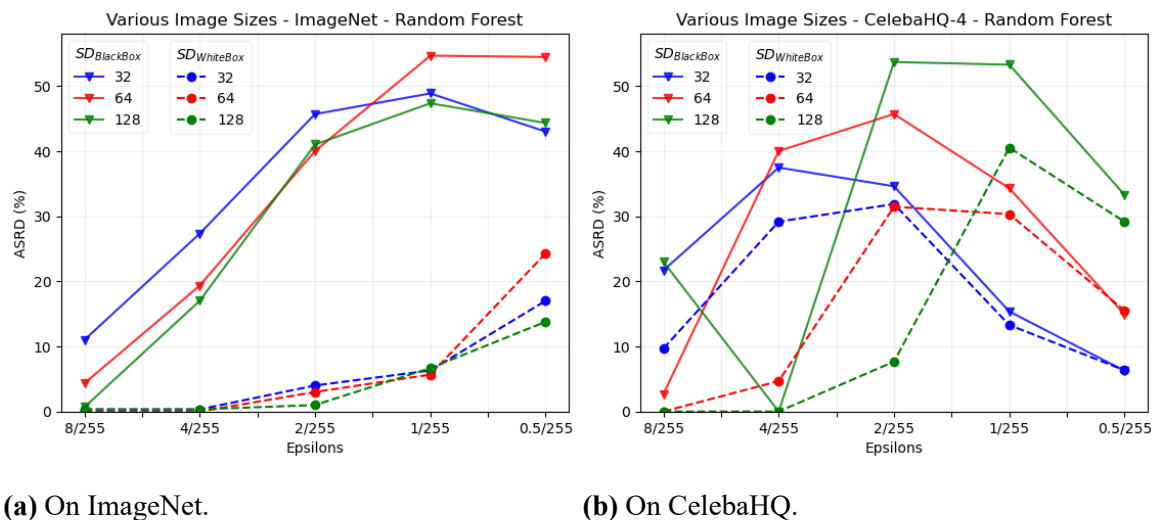 Various Image Sizes - ImageNet - Random Forest
SD_BlackBox SD_WhiteBox
32 32
64 64
128 128
50
40
30
20
10
0
ASRD (%)
8/255 4/255 2/255 1/255 0.5/255
Epsilons
Various Image Sizes - CelebaHQ-4 - Random Forest
SD_BlackBox SD_WhiteBox
32 32
64 64
128 128
50
40
30
20
10
0
ASRD (%)
8/255 4/255 2/255 1/255 0.5/255
Epsilons
(a) On ImageNet.
(b) On CelebaHQ.